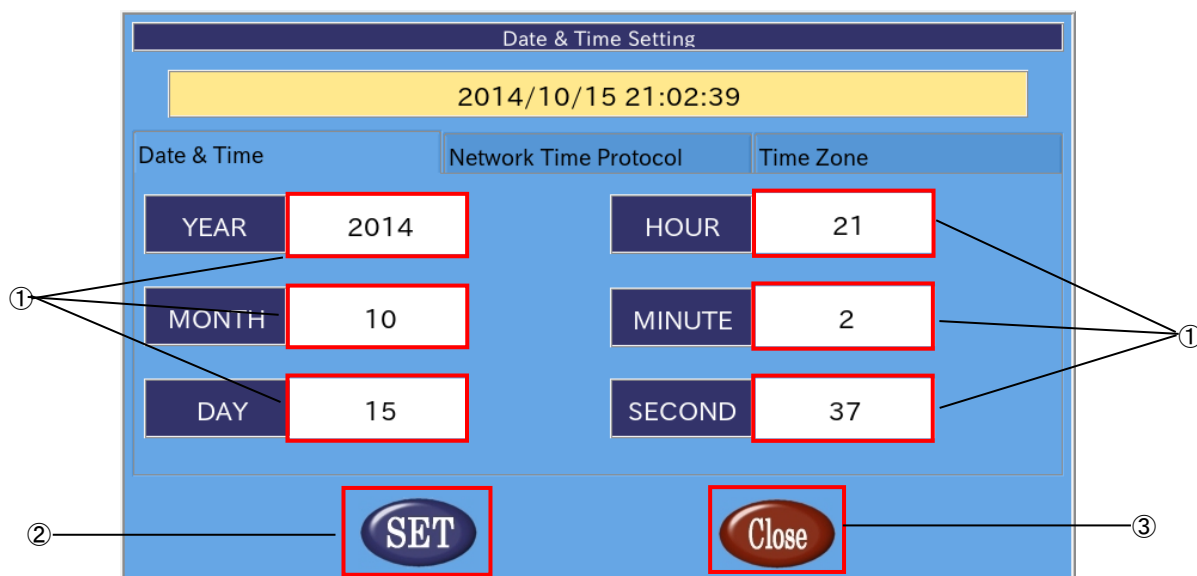 Date & Time Setting
2014/10/15 21:02:39
Date & Time Network Time Protocol Time Zone
YEAR 2014 HOUR 21
①
MONTH 10 MINUTE 2
①
DAY 15 SECOND 37
② SET Close ③